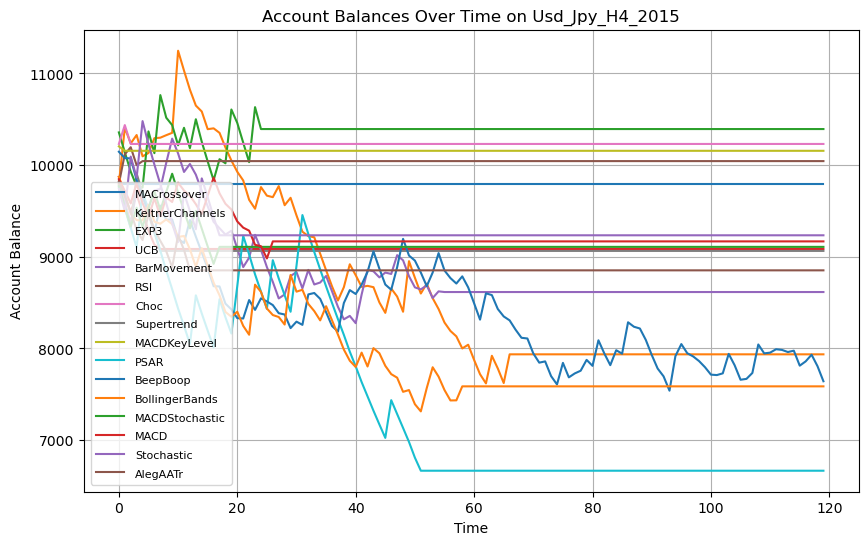 Account Balances Over Time on Usd_Jpy_H4_2015
11000
10000
9000
8000
7000
Account Balance
MACrossover
KeltnerChannels
EXP3
UCB
BarMovement
RSI
Choc
Supertrend
MACDKeyLevel
PSAR
BeepBoop
BollingerBands
MACDStochastic
MACD
Stochastic
AlegAATr
0 20 40 60 80 100 120
Time